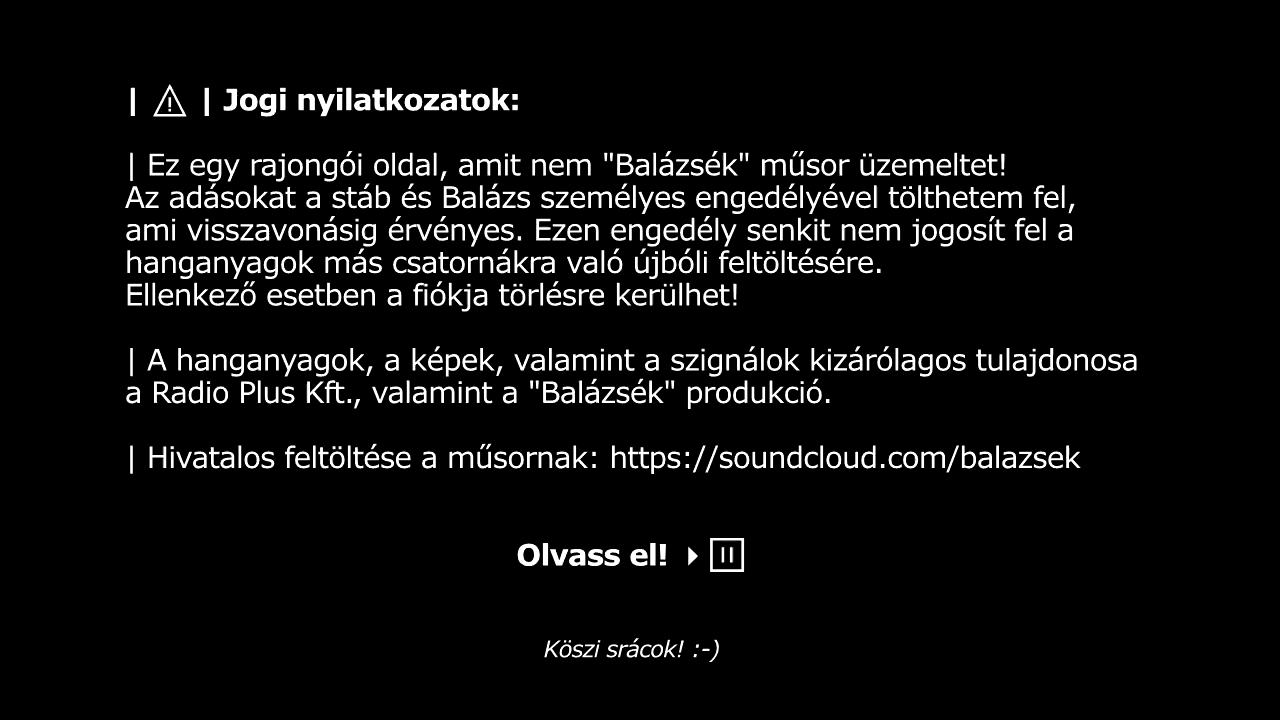 | ⚠ | Jogi nyilatkozatok:
| Ez egy rajongói oldal, amit nem "Balázsék" műsor üzemeltet!
Az adásokat a stáb és Balázs személyes engedélyével tölthetem fel,
ami visszavonásig érvényes. Ezen engedély senkit nem jogosít fel a
hanganyagok más csatornákra való újbóli feltöltésére.
Ellenkező esetben a fiókja törlésre kerülhet!
| A hanganyagok, a képek, valamint a szignálok kizárólagos tulajdonosa
a Radio Plus Kft., valamint a "Balázsék" produkció.
| Hivatalos feltöltése a műsornak: https://soundcloud.com/balazsek
Olvass el!
Köszi srácok! :-)